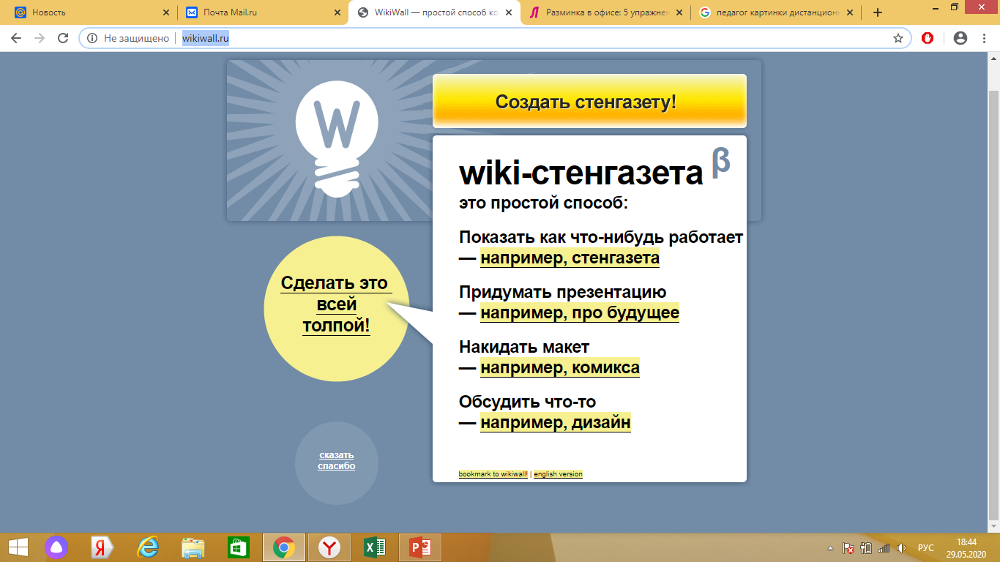 Новость
Почта Mail.ru
WikiWall — простой способ ко
Разминка в офисе: 5 упражнен
педагог картинки дистанцион
Не защищено
wikiwall.ru
W
Создать стенгазету!
wiki-стенгазета β
это простой способ:
Показать как что-нибудь работает
— например, стенгазета
Придумать презентацию
— например, про будущее
Накидать макет
— например, комикса
Обсудить что-то
— например, дизайн
bookmark to wikiwall! | english version
Сделать это
всей
толпой!
сказать
спасибо
РУС
18:44
29.05.2020